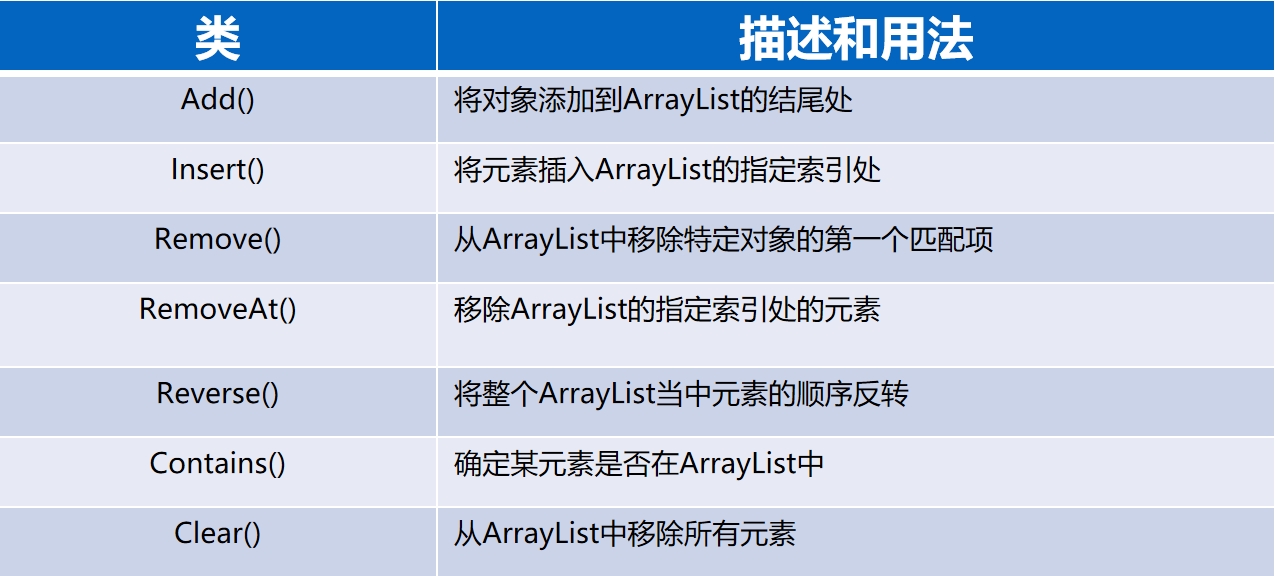 类 描述和用法
Add() 将对象添加到ArrayList的结尾处
Insert() 将元素插入ArrayList的指定索引处
Remove() 从ArrayList中移除特定对象的第一个匹配项
RemoveAt() 移除ArrayList的指定索引处的元素
Reverse() 将整个ArrayList当中元素的顺序反转
Contains() 确定某元素是否在ArrayList中
Clear() 从ArrayList中移除所有元素